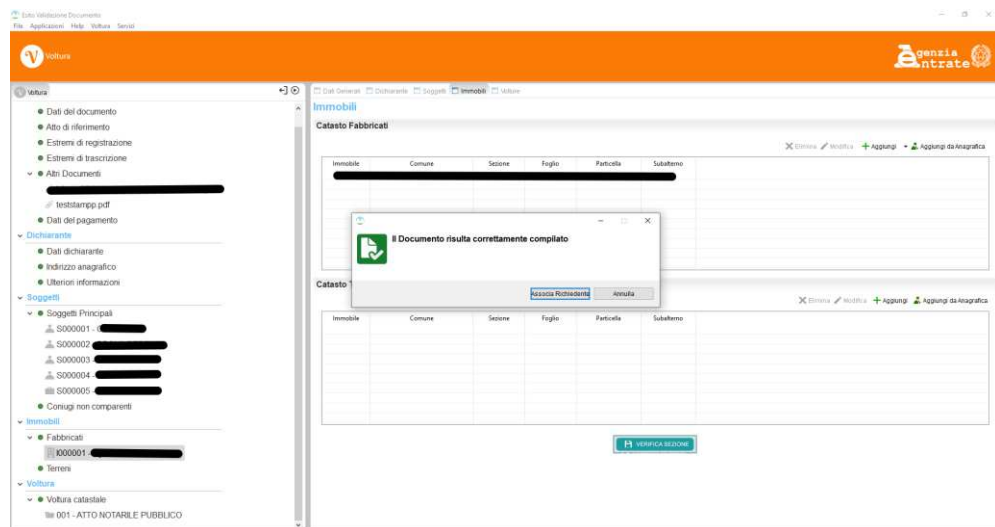 Esito Validazione Documento
File Applicazioni Help Voltura Servizi
Voltura
Agenzia
Entrate
Voltura
Dati del documento
Atto di riferimento
Estremi di registrazione
Estremi di trascrizione
Altri Documenti
teststampp.pdf
Dati del pagamento
Dichiarante
Dati dichiarante
Indirizzo anagrafico
Ulteriori informazioni
Soggetti
Soggetti Principali
S000001 -
S000002
S000003
S000004 -
S000005 -
Coniugi non comparenti
Immobili
Fabbricati
I000001 -
Terreni
Voltura
Voltura catastale
001 - ATTO NOTARILE PUBBLICO
Dati Generali Dichiarante Soggetti Immobili Volture
Immobili
Catasto Fabbricati
Elimina Modifica Aggiungi Aggiungi da Anagrafica
Immobile Comune Sezione Foglio Particella Subalterno
Il Documento risulta correttamente compilato
Associa Richiedente Annulla
Catasto
Elimina Modifica Aggiungi Aggiungi da Anagrafica
Immobile Comune Sezione Foglio Particella Subalterno
VERIFICA SEZIONE